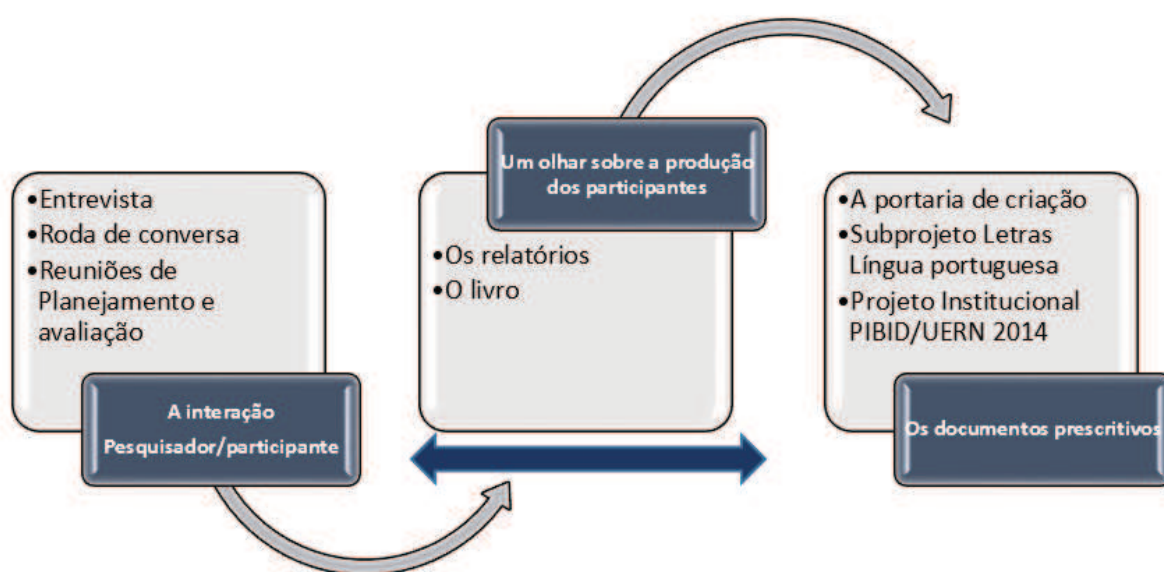 •Entrevista
•Roda de conversa
•Reuniões de
Planejamento e
avaliação
A interação
Pesquisador/participante
Um olhar sobre a produção
dos participantes
•Os relatórios
•O livro
•A portaria de criação
•Subprojeto Letras
Língua portuguesa
•Projeto Institucional
PIBID/UERN 2014
Os documentos prescritivos